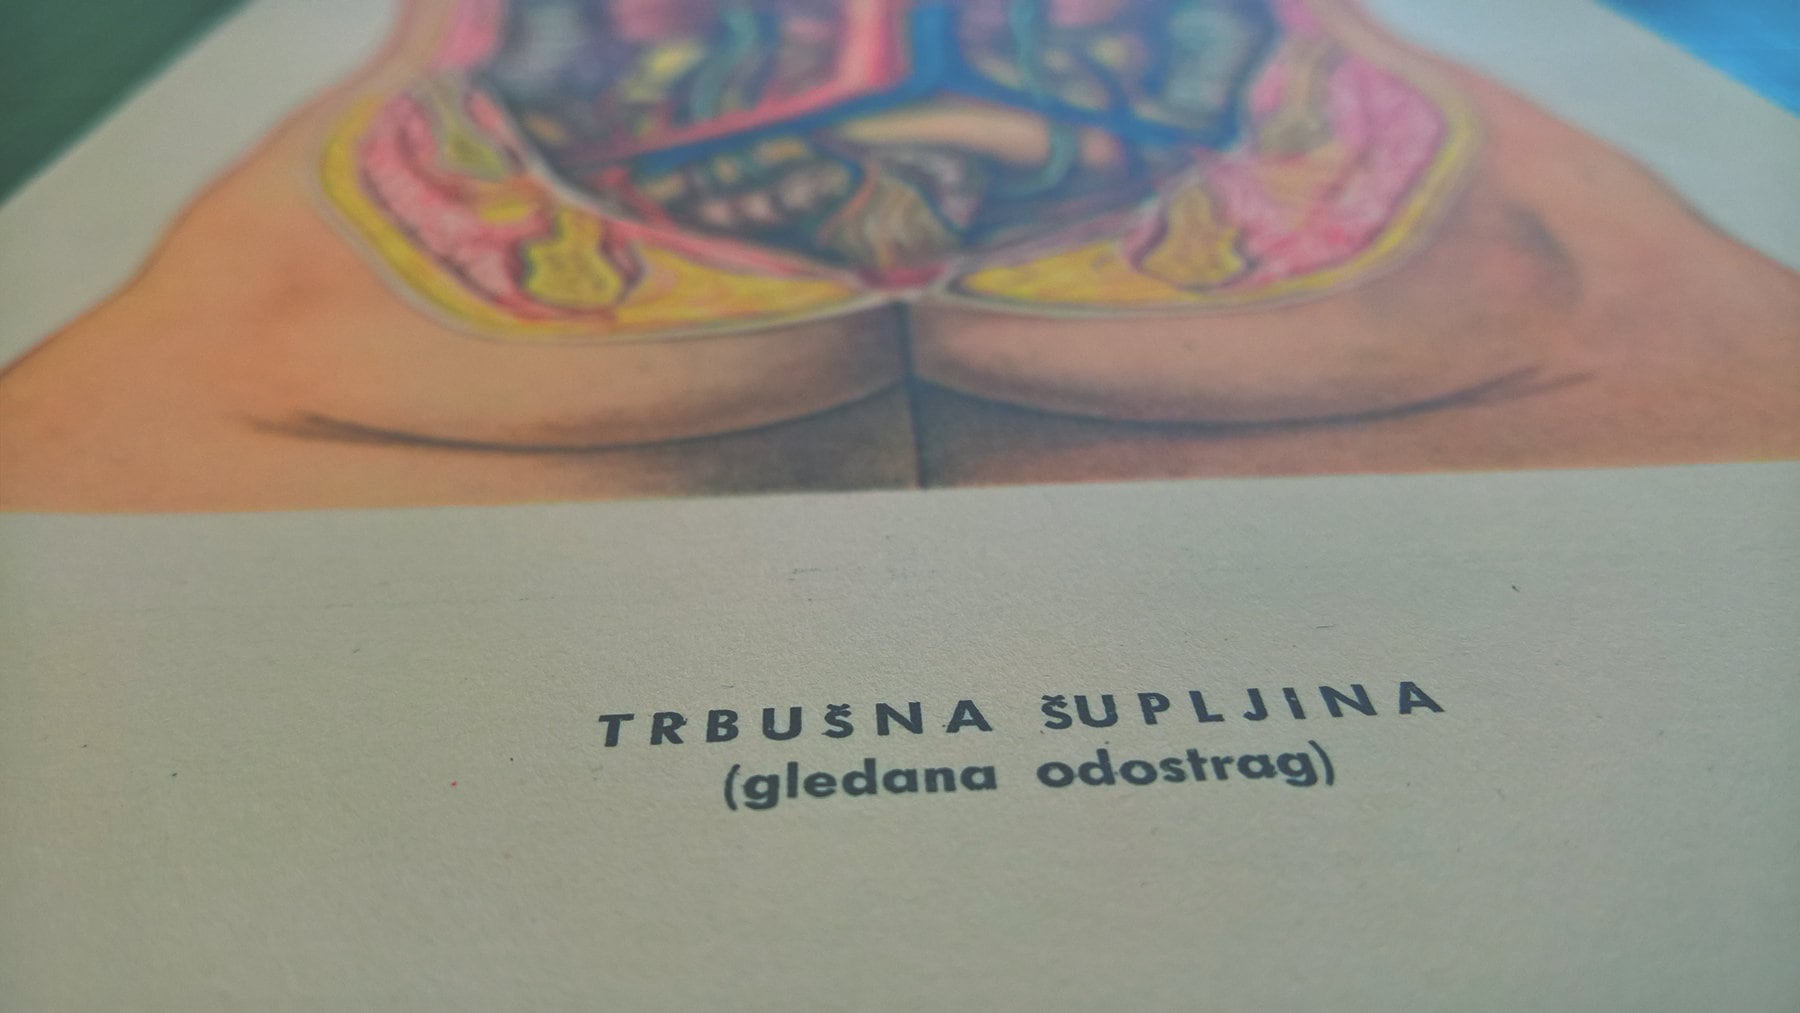 TRBUŠNA ŠUPLJINA
(gledana odostrag)